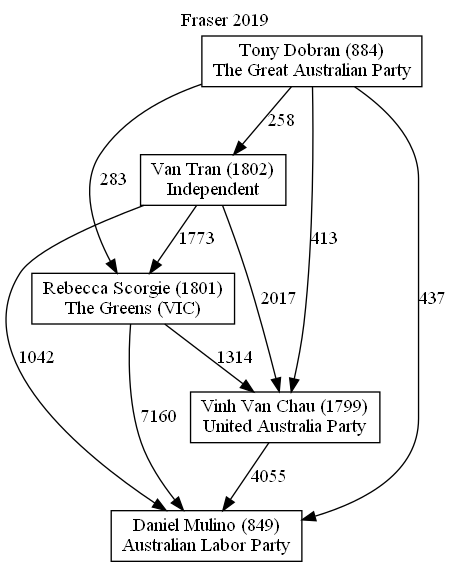 Fraser 2019
Tony Dobran (884)
The Great Australian Party
258
Van Tran (1802)
Independent
283
413
1773
Rebecca Scorgie (1801)
The Greens (VIC)
2017
437
1042
1314
Vinh Van Chau (1799)
United Australia Party
7160
4055
Daniel Mulino (849)
Australian Labor Party